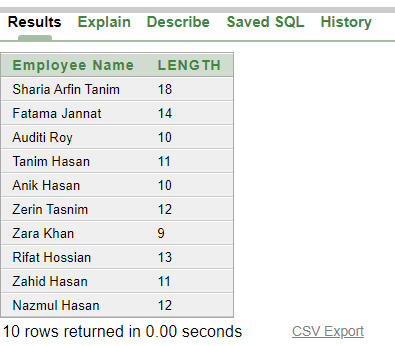 Results Explain Describe Saved SQL History
Employee Name LENGTH
Sharia Arfin Tanim 18
Fatama Jannat 14
Auditi Roy 10
Tanim Hasan 11
Anik Hasan 10
Zerin Tasnim 12
Zara Khan 9
Rifat Hossian 13
Zahid Hasan 11
Nazmul Hasan 12
10 rows returned in 0.00 seconds CSV Export